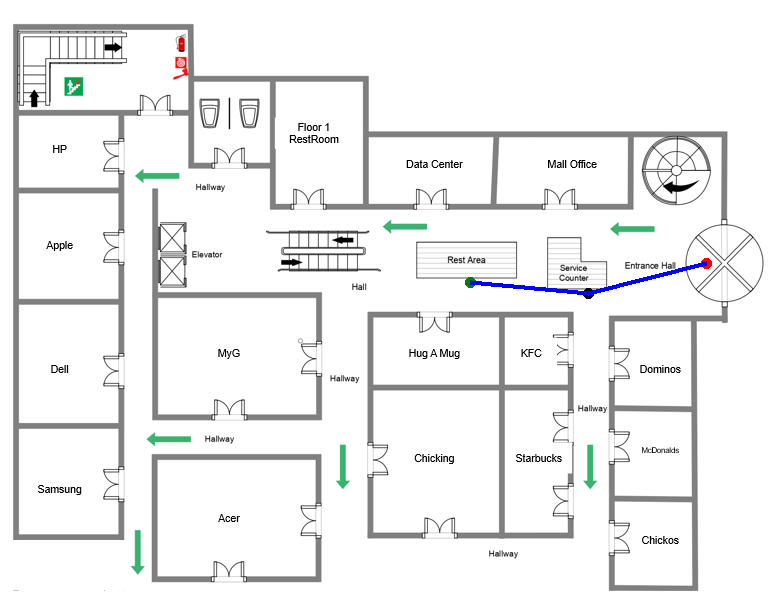 HP
Floor 1
RestRoom
Data Center
Mall Office
Hallway
Apple
Elevator
Rest Area
Service
Counter
Entrance Hall
Hall
MyG
Hug A Mug
KFC
Dell
Hallway
Dominos
Hallway
Hallway
Chicking
Starbucks
McDonalds
Samsung
Acer
Chickos
Hallway